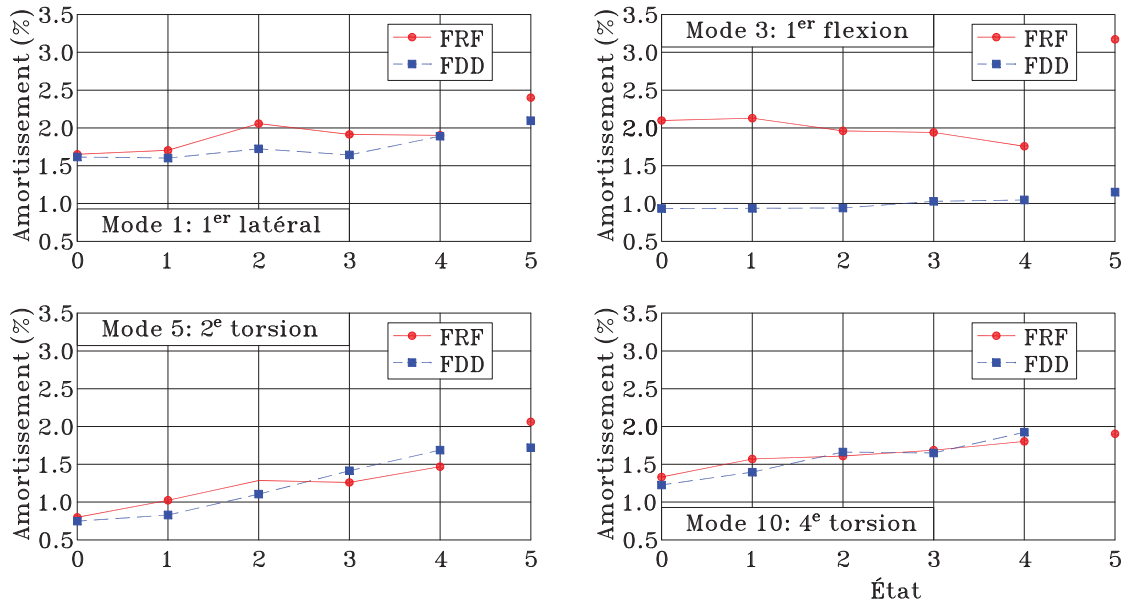 Amortissement (%)
3.5
3.0
2.5
2.0
1.5
1.0
0.5
FRF
FDD
Mode 1: 1er latéral
0 1 2 3 4 5
Amortissement (%)
3.5
3.0
2.5
2.0
1.5
1.0
0.5
Mode 3: 1er flexion
FRF
FDD
0 1 2 3 4 5
Amortissement (%)
3.5
3.0
2.5
2.0
1.5
1.0
0.5
Mode 5: 2e torsion
FRF
FDD
0 1 2 3 4 5
Amortissement (%)
3.5
3.0
2.5
2.0
1.5
1.0
0.5
FRF
FDD
Mode 10: 4e torsion
0 1 2 3 4 5
État